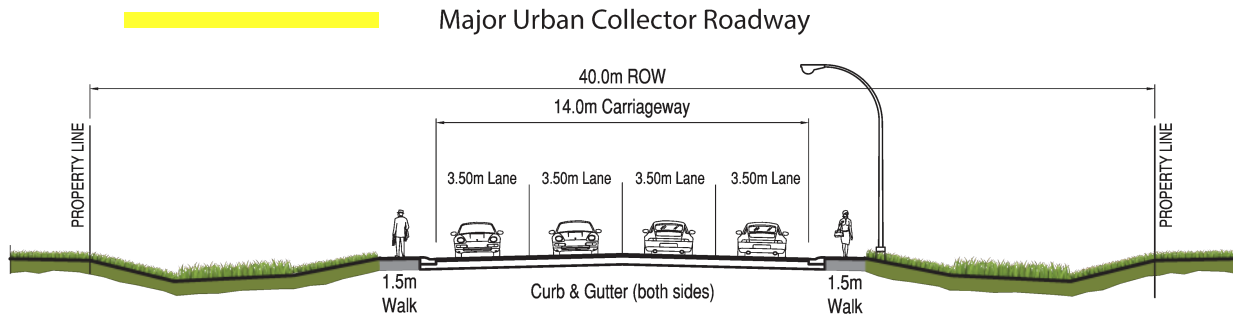 Major Urban Collector Roadway
40.0m ROW
14.0m Carriageway
PROPERTY LINE
PROPERTY LINE
3.50m Lane
3.50m Lane
3.50m Lane
3.50m Lane
1.5m
Walk
Curb & Gutter (both sides)
1.5m
Walk